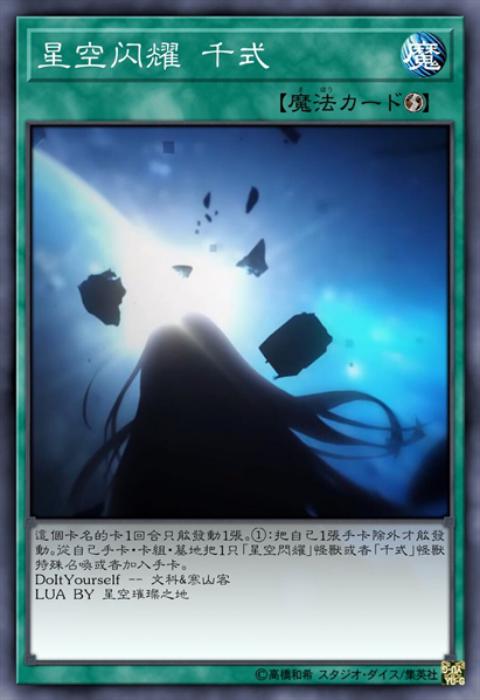 星空闪耀 千式
魔
【魔法カード】
這個卡名的卡1回合只能發動1張。①:把自己1張手卡除外才能發
動。從自己手卡・卡組・墓地把1只「星空閃耀」怪獸或者「千式」怪獸
特殊召喚或者加入手卡。
DoItYourself -- 文科&寒山客
LUA BY 星空璀璨之地
©高橋和希 スタジオ・ダイス/集英社